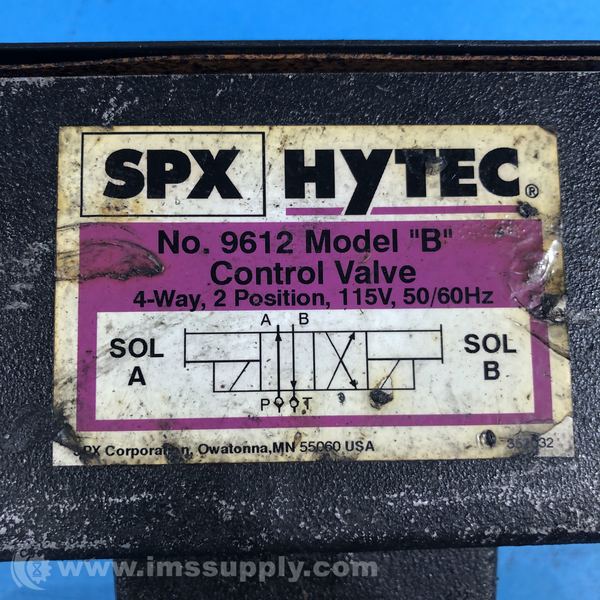 SPX HYTEC®
No. 9612 Model "B"
Control Valve
4-Way, 2 Position, 115V, 50/60Hz
A B
SOL A
SOL B
P T
SPX Corporation, Owatonna, MN 55060 USA
www.imssupply.com